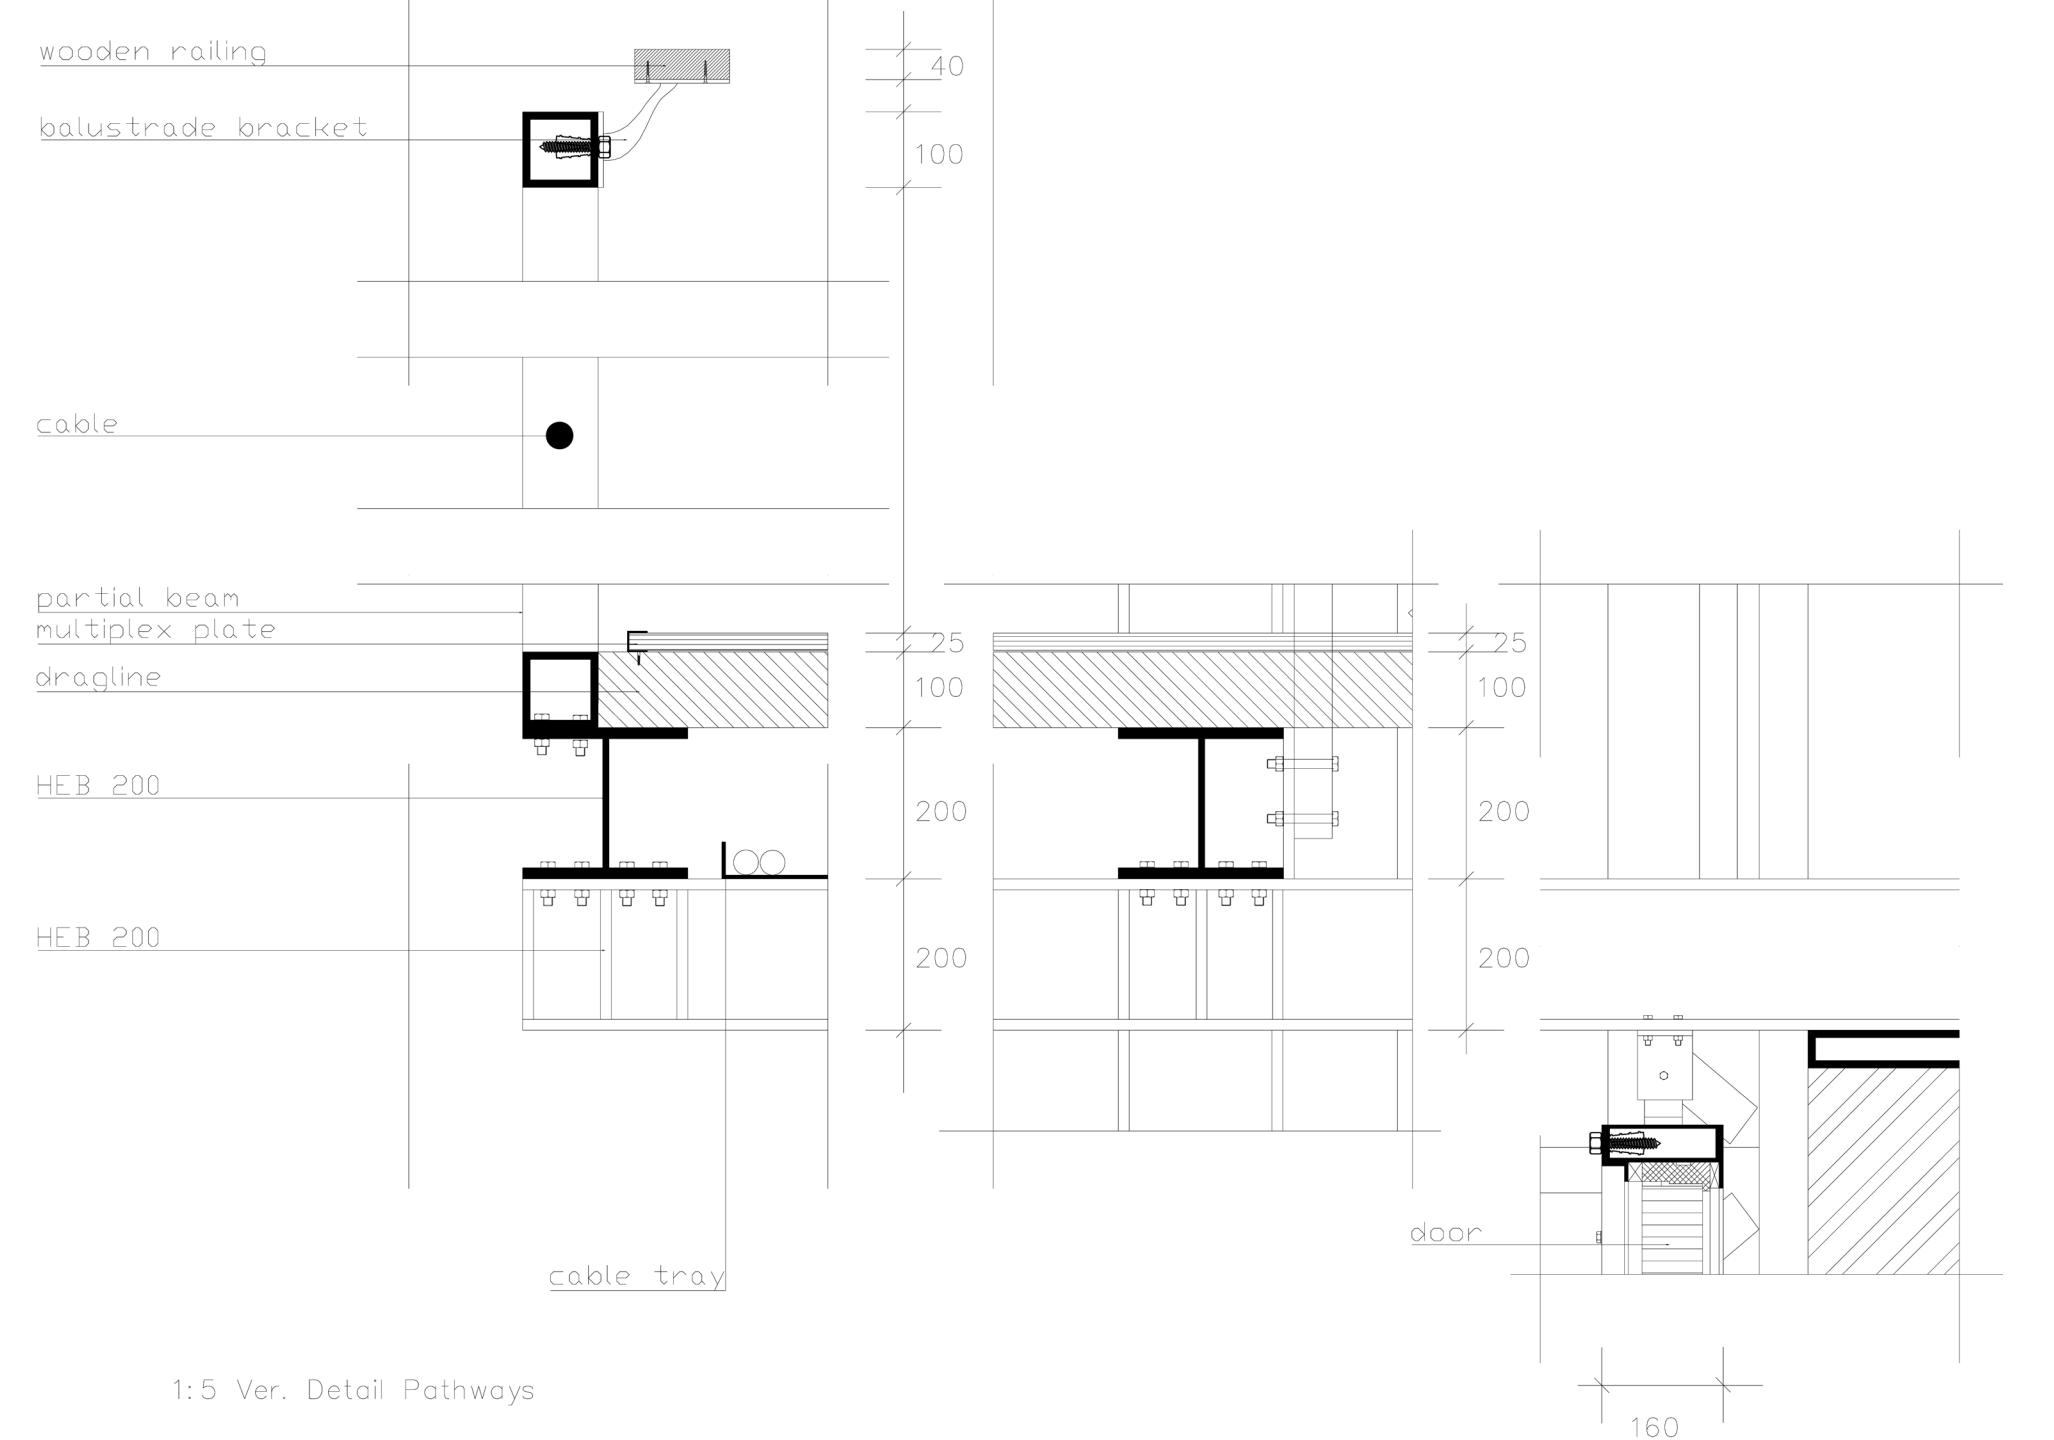 wooden railing
40
balustrade bracket
100
cable
partial beam
multiplex plate
25
25
dragline
100
100
HEB 200
200
200
HEB 200
200
200
door
cable tray
1:5 Ver. Detail Pathways
160